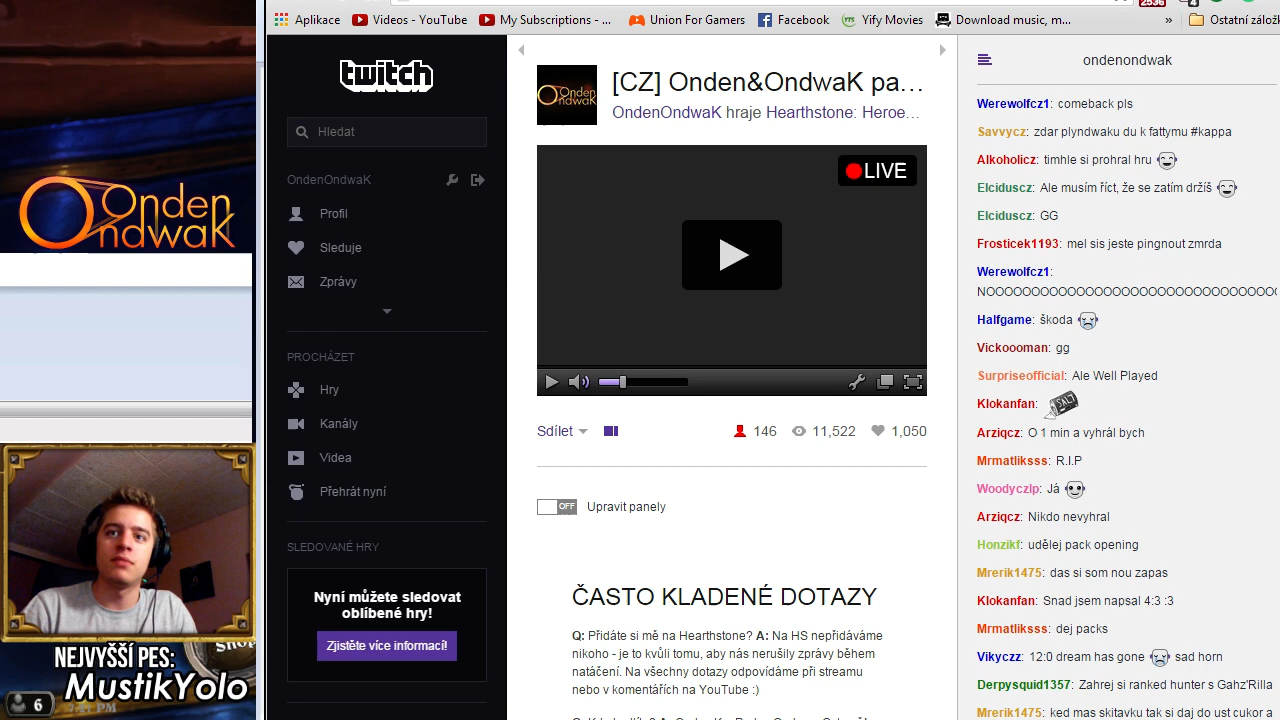 Aplikace
Videos - YouTube
My Subscriptions - ...
Union For Gamers
Facebook
Yify Movies
Download music, m...
»
Ostatní zálož
2536
4
Onden
OndwaK
NEJVYŠŠÍ PES:
MustikYolo
6
twitch
Hledat
OndenOndwaK
Profil
Sleduje
Zprávy
PROCHÁZET
Hry
Kanály
Videa
Přehrát nyní
SLEDOVANÉ HRY
Nyní můžete sledovat
oblíbené hry!
Zjistěte více informací!
Onden
OndwaK
[CZ] Onden&OndwaK pa...
OndenOndwaK hraje Hearthstone: Heroe...
LIVE
Sdílet
146
11,522
1,050
OFF
Upravit panely
ČASTO KLADENÉ DOTAZY
Q: Přidáte si mě na Hearthstone? A: Na HS nepřidáváme
nikoho - je to kvůli tomu, aby nás nerušily zprávy během
natáčení. Na všechny dotazy odpovídáme při streamu
nebo v komentářích na YouTube :)
ondenondwak
Werewolfcz1: comeback pls
Savvycz: zdar plyndwaku du k fattymu #kappa
Alkoholicz: timhle si prohral hru
Elciduscz: Ale musím říct, že se zatím držíš
Elciduscz: GG
Frosticek1193: mel sis jeste pingnout zmrda
Werewolfcz1:
NOOOOOOOOOOOOOOOOOOOOOOOOOOOOOO
Halfgame: škoda
Vickoooman: gg
Surpriseofficial: Ale Well Played
Klokanfan: SALT
Arziqcz: O 1 min a vyhrál bych
Mrmatliksss: R.I.P
Woodyczlp: Já
Arziqcz: Nikdo nevyhral
Honzikf: udělej pack opening
Mrerik1475: das si som nou zapas
Klokanfan: Snad jsem napsal 4:3 :3
Mrmatliksss: dej packs
Vikyczz: 12:0 dream has gone sad horn
Derpysquid1357: Zahrej si ranked hunter s Gahz'Rilla
Mrerik1475: ked mas skituku tak si dej do ust cukor a